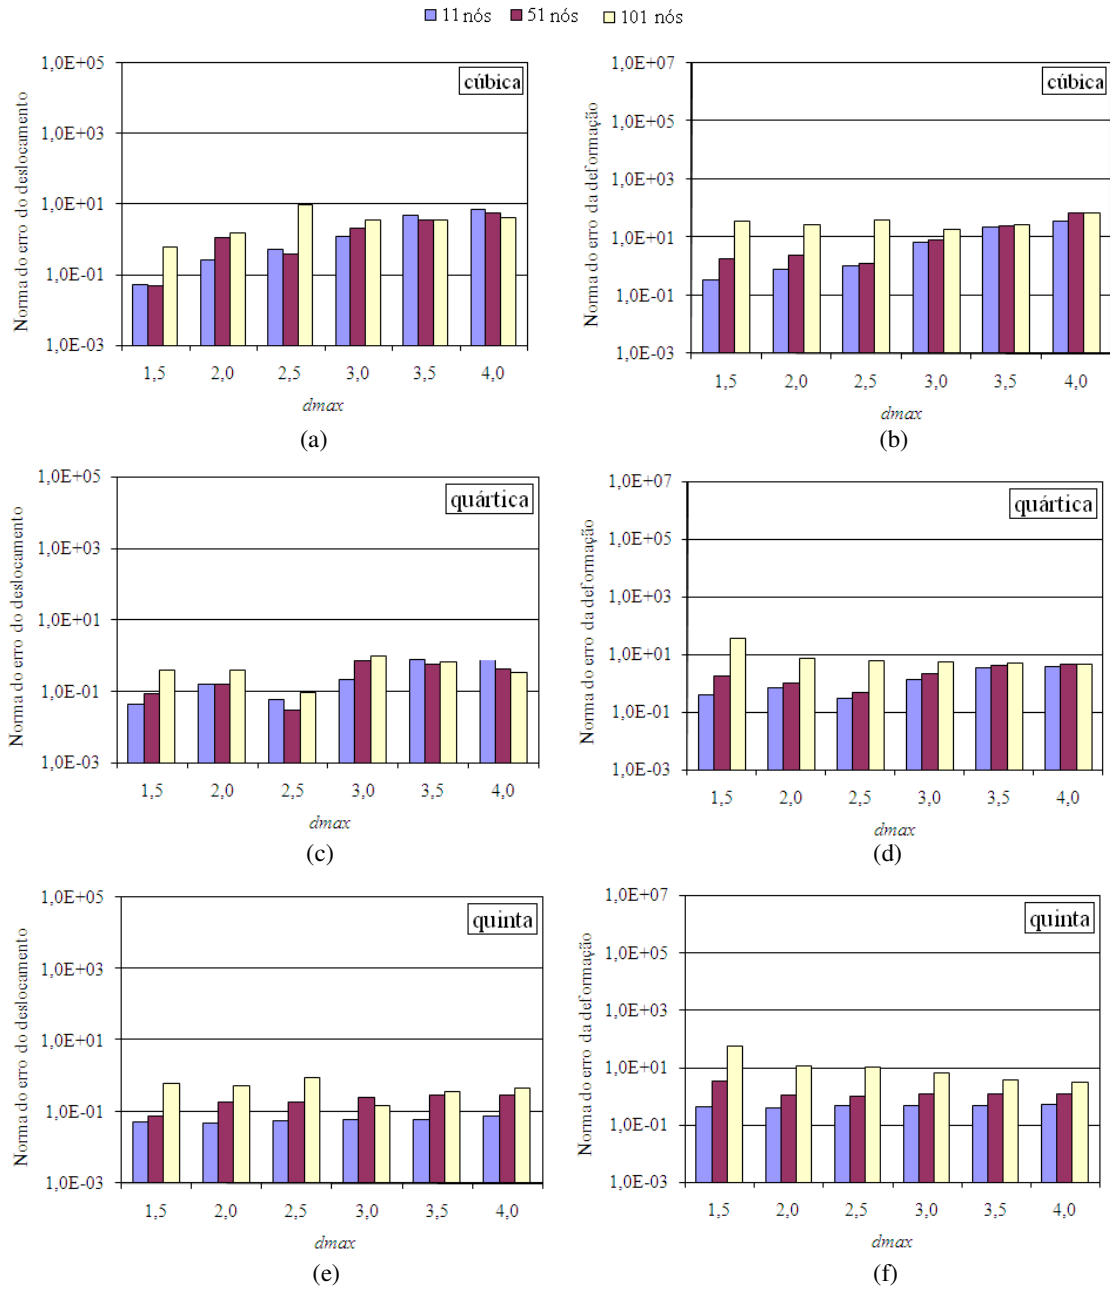 11 nós 51 nós 101 nós
cúbica
Norma do erro do deslocamento
1,0E+05
1,0E+03
1,0E+01
1,0E-01
1,0E-03
1,5 2,0 2,5 3,0 3,5 4,0
dmax
(a)
cúbica
Norma do erro da deformação
1,0E+07
1,0E+05
1,0E+03
1,0E+01
1,0E-01
1,0E-03
1,5 2,0 2,5 3,0 3,5 4,0
dmax
(b)
quártica
Norma do erro do deslocamento
1,0E+05
1,0E+03
1,0E+01
1,0E-01
1,0E-03
1,5 2,0 2,5 3,0 3,5 4,0
dmax
(c)
quártica
Norma do erro da deformação
1,0E+07
1,0E+05
1,0E+03
1,0E+01
1,0E-01
1,0E-03
1,5 2,0 2,5 3,0 3,5 4,0
dmax
(d)
quinta
Norma do erro do deslocamento
1,0E+05
1,0E+03
1,0E+01
1,0E-01
1,0E-03
1,5 2,0 2,5 3,0 3,5 4,0
dmax
(e)
quinta
Norma do erro da deformação
1,0E+07
1,0E+05
1,0E+03
1,0E+01
1,0E-01
1,0E-03
1,5 2,0 2,5 3,0 3,5 4,0
dmax
(f)